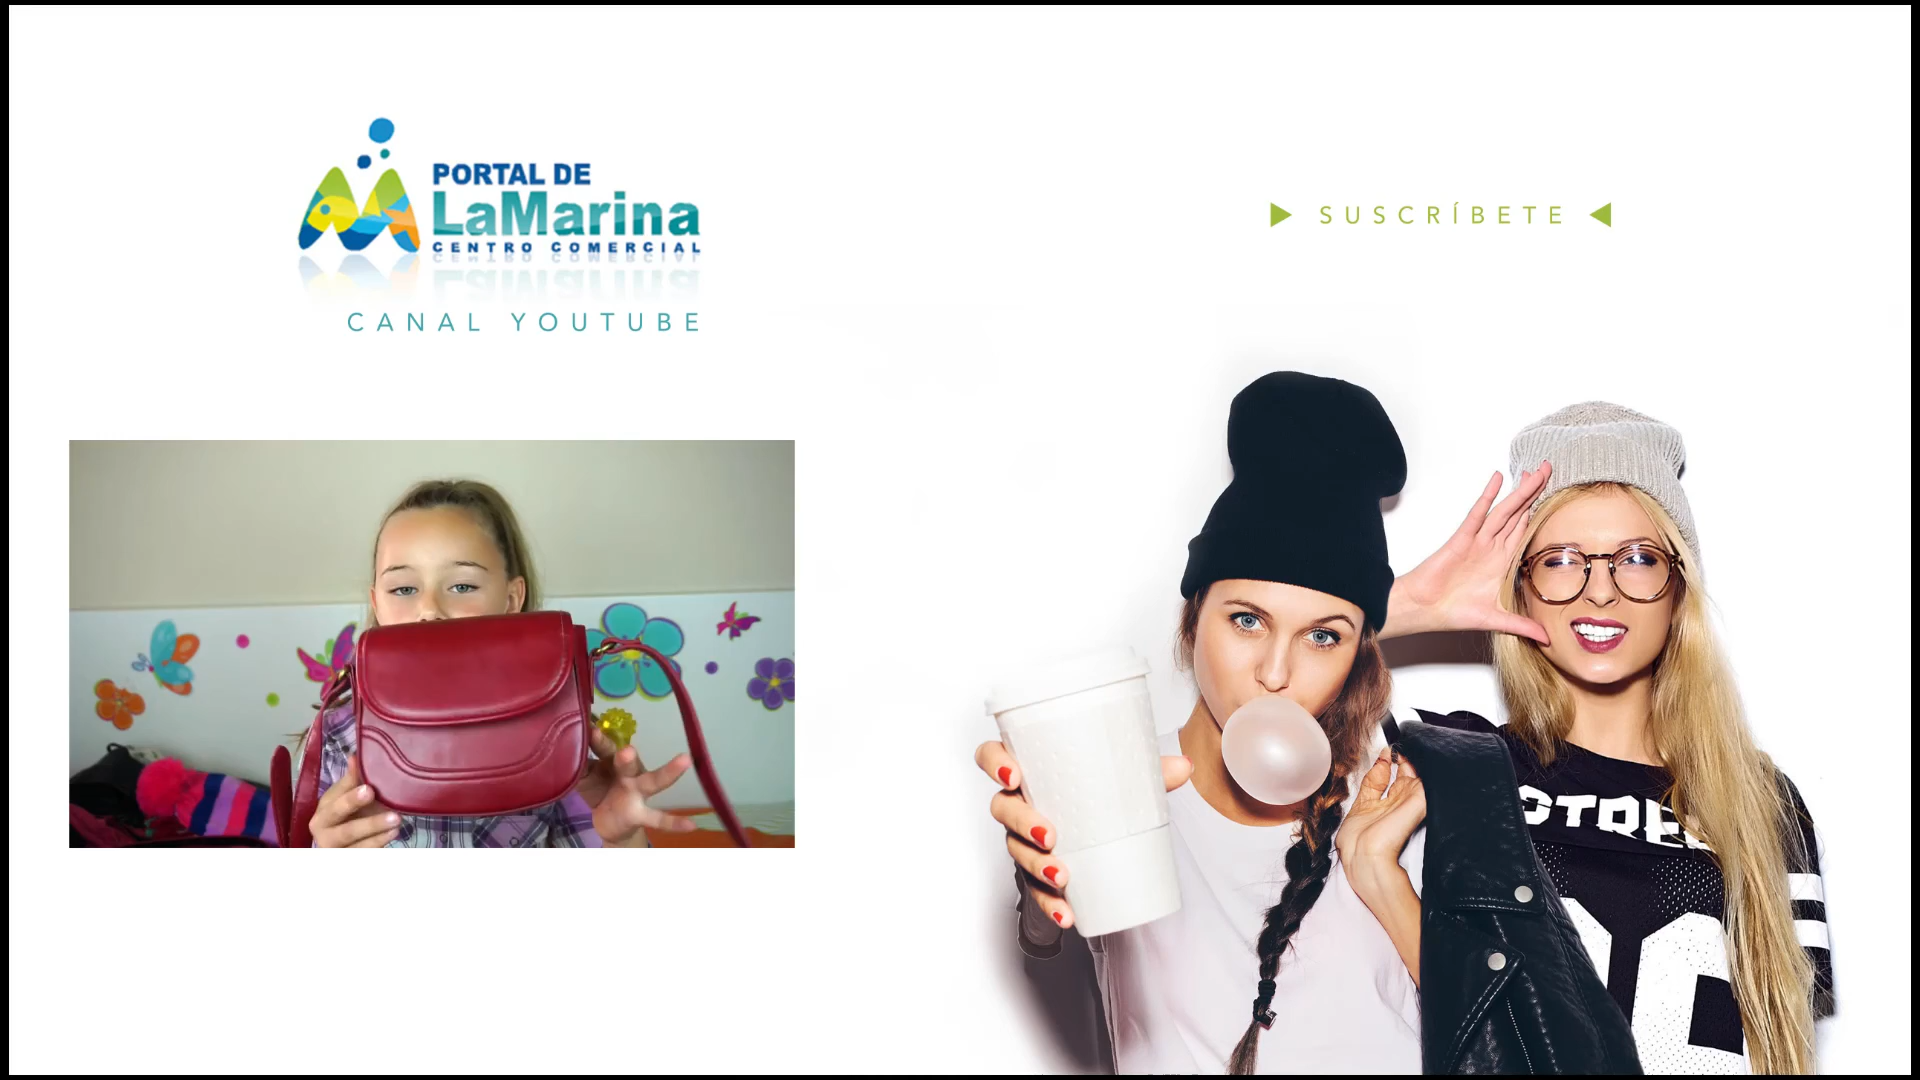 PORTAL DE
LaMarina
CENTRO COMERCIAL
CANAL YOUTUBE
SUSCRÍBETE